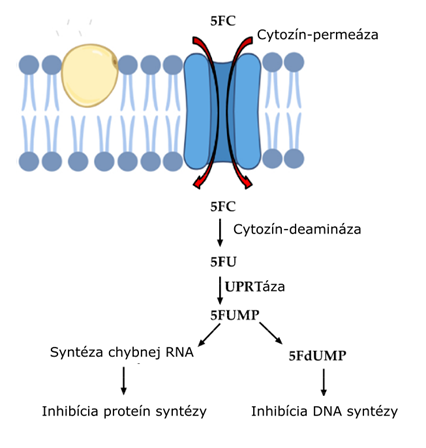 5FC
Cytozín-permeáza
5FC
Cytozín-deamináza
5FU
UPRTáza
5FUMP
Syntéza chybnej RNA
5FdUMP
Inhibícia proteín syntézy
Inhibícia DNA syntézy